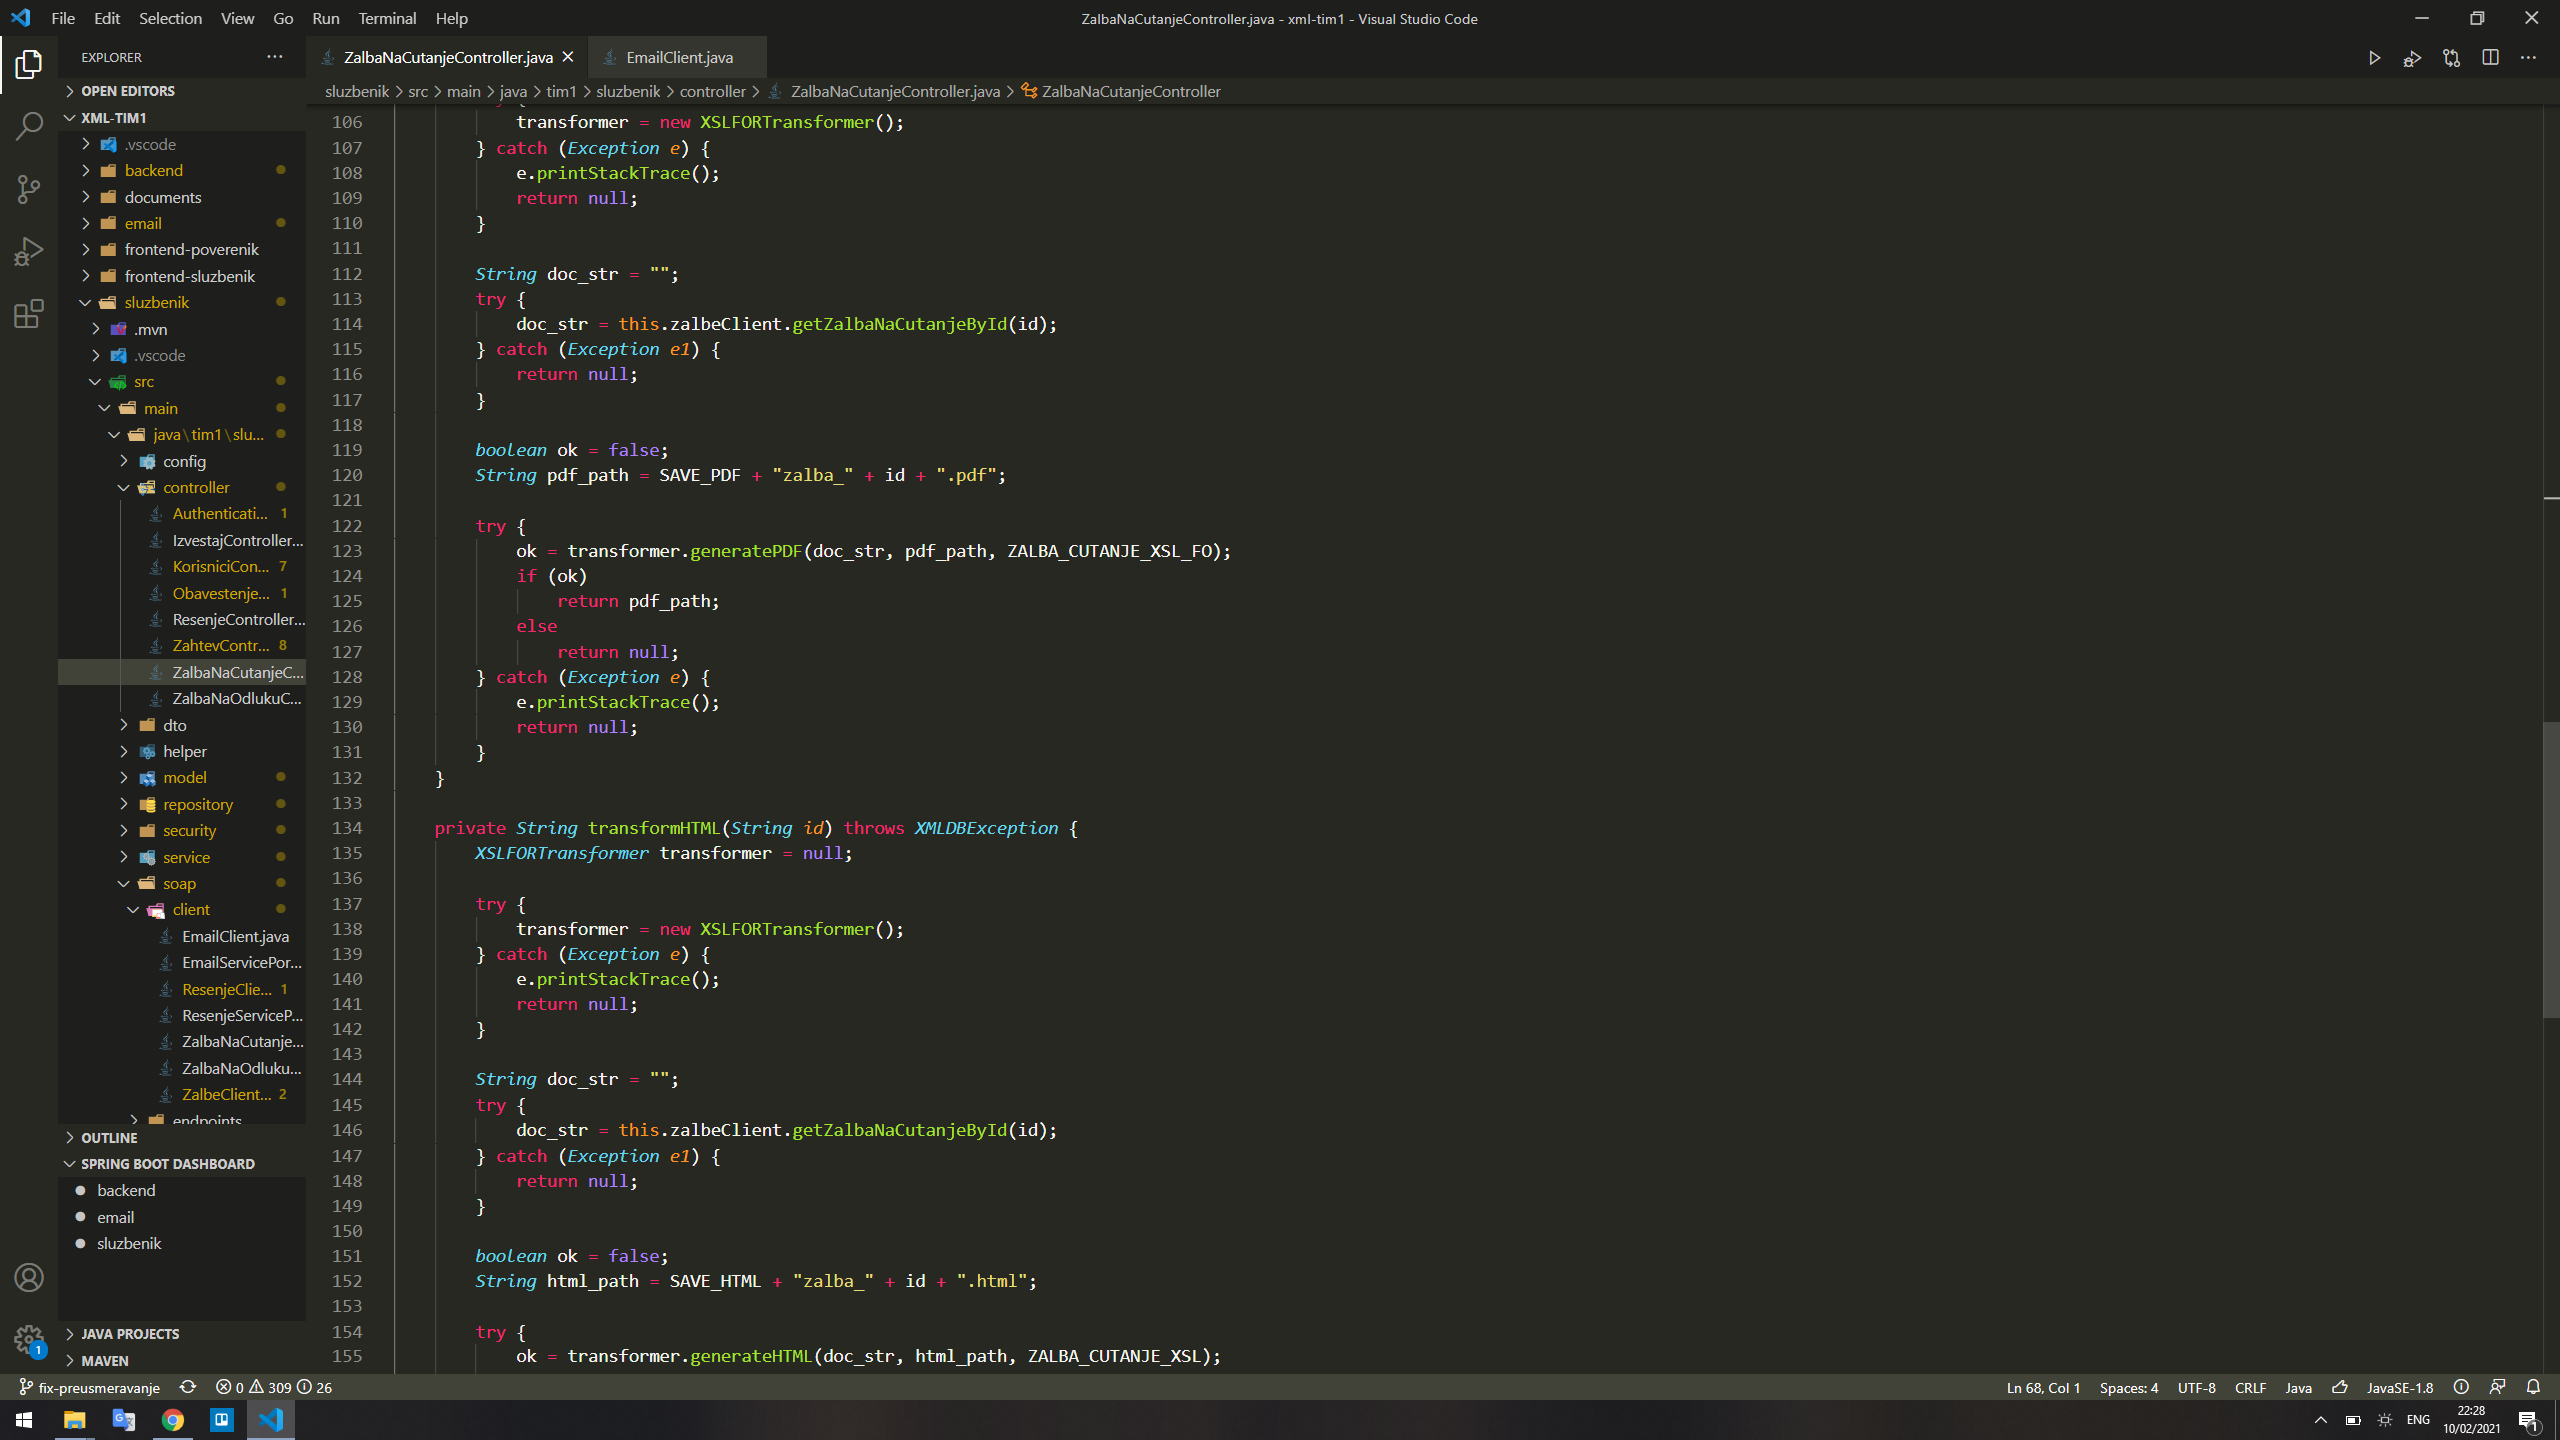 File Edit Selection View Go Run Terminal Help
ZalbaNaCutanjeController.java - xml-tim1 - Visual Studio Code
EXPLORER
ZalbaNaCutanjeController.java
EmailClient.java
OPEN EDITORS
sluzbenik > src > main > java > tim1 > sluzbenik > controller > ZalbaNaCutanjeController.java > ZalbaNaCutanjeController
XML-TIM1
.vscode
backend
documents
email
frontend-poverenik
frontend-sluzbenik
sluzbenik
.mvn
.vscode
src
main
java\tim1\slu...
config
controller
Authenticati... 1
IzvestajController...
KorisniciCon... 7
Obavestenje... 1
ResenjeController...
ZahtevContr... 8
ZalbaNaCutanjeC...
ZalbaNaOdlukuC...
dto
helper
model
repository
security
service
soap
client
EmailClient.java
EmailServicePor...
ResenjeClie... 1
ResenjeServiceP...
ZalbaNaCutanje...
ZalbaNaOdluku...
ZalbeClient... 2
endpoints
OUTLINE
SPRING BOOT DASHBOARD
backend
email
sluzbenik
JAVA PROJECTS
MAVEN
106 transformer = new XSLFORTransformer();
107 } catch (Exception e) {
108 e.printStackTrace();
109 return null;
110 }
111
112 String doc_str = "";
113 try {
114 doc_str = this.zalbeClient.getZalbaNaCutanjeById(id);
115 } catch (Exception e1) {
116 return null;
117 }
118
119 boolean ok = false;
120 String pdf_path = SAVE_PDF + "zalba_" + id + ".pdf";
121
122 try {
123 ok = transformer.generatePDF(doc_str, pdf_path, ZALBA_CUTANJE_XSL_FO);
124 if (ok)
125 return pdf_path;
126 else
127 return null;
128 } catch (Exception e) {
129 e.printStackTrace();
130 return null;
131 }
132 }
133
134 private String transformHTML(String id) throws XMLDBException {
135 XSLFORTransformer transformer = null;
136
137 try {
138 transformer = new XSLFORTransformer();
139 } catch (Exception e) {
140 e.printStackTrace();
141 return null;
142 }
143
144 String doc_str = "";
145 try {
146 doc_str = this.zalbeClient.getZalbaNaCutanjeById(id);
147 } catch (Exception e1) {
148 return null;
149 }
150
151 boolean ok = false;
152 String html_path = SAVE_HTML + "zalba_" + id + ".html";
153
154 try {
155 ok = transformer.generateHTML(doc_str, html_path, ZALBA_CUTANJE_XSL);
1
fix-preusmeravanje 0 309 26
Ln 68, Col 1 Spaces: 4 UTF-8 CRLF Java JavaSE-1.8
ENG
22:28
10/02/2021
1